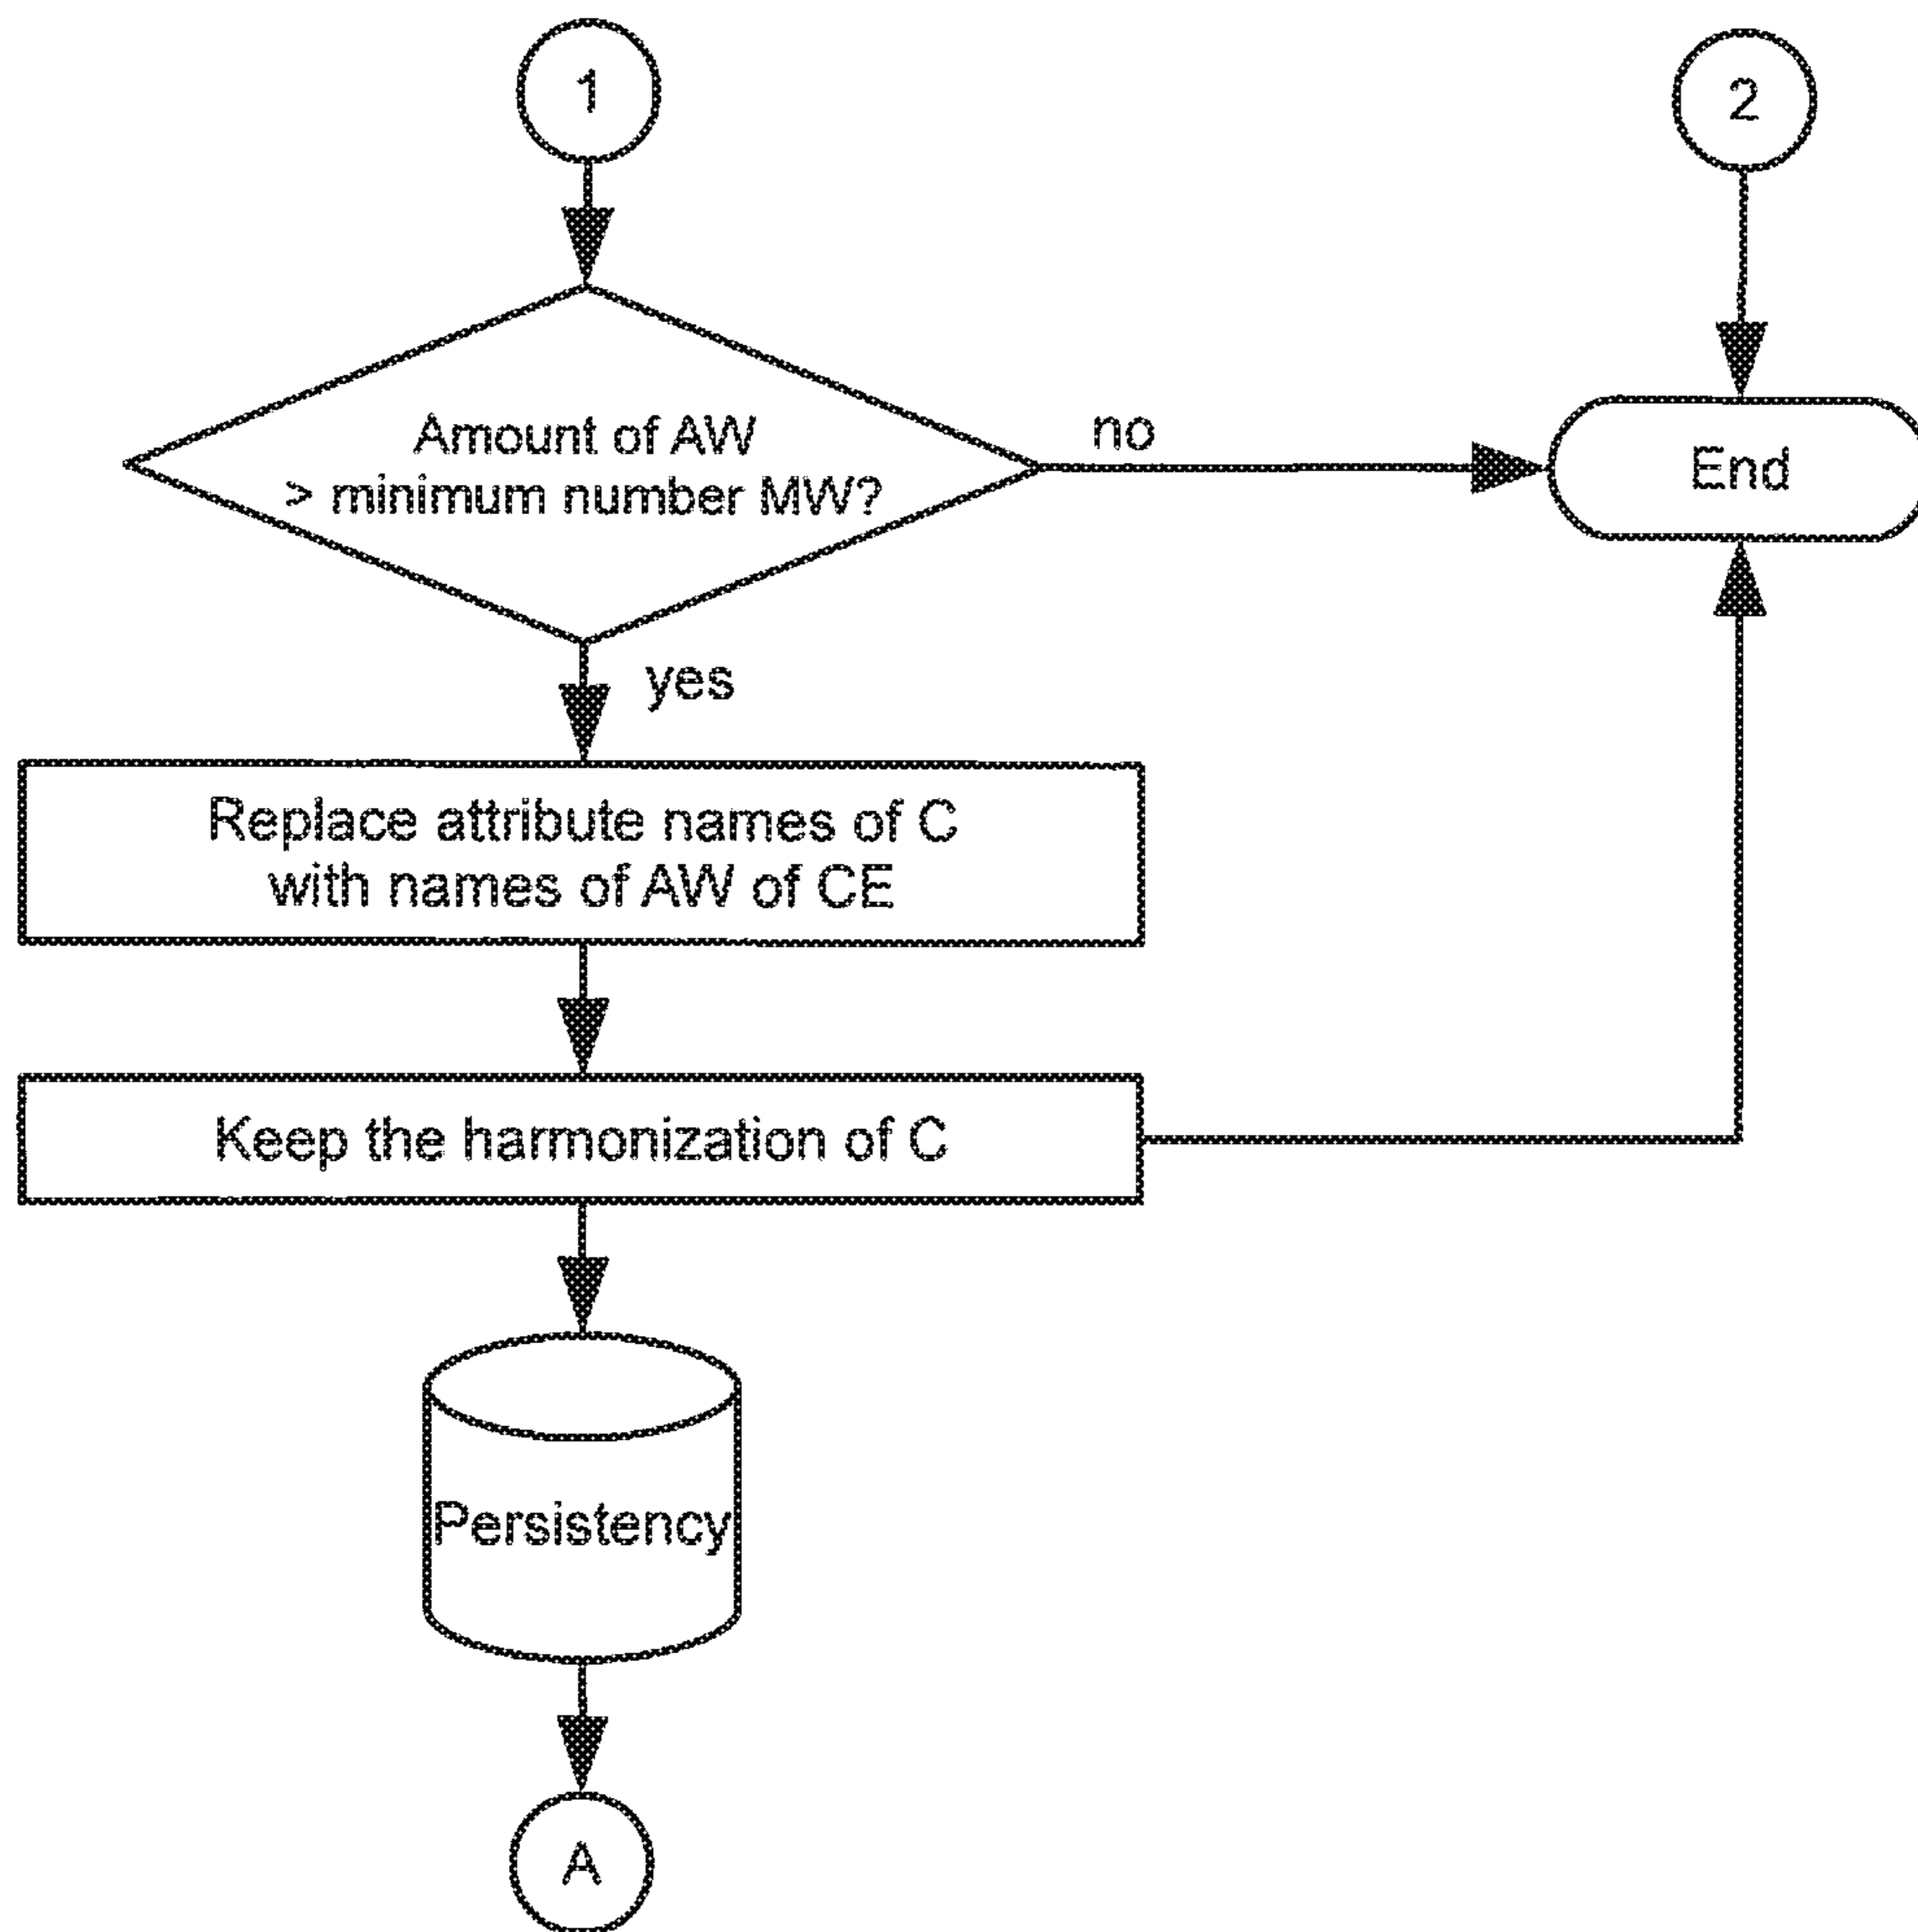 1
2
Amount of AW
> minimum number MW?
no
End
yes
Replace attribute names of C
with names of AW of CE
Keep the harmonization of C
Persistency
A